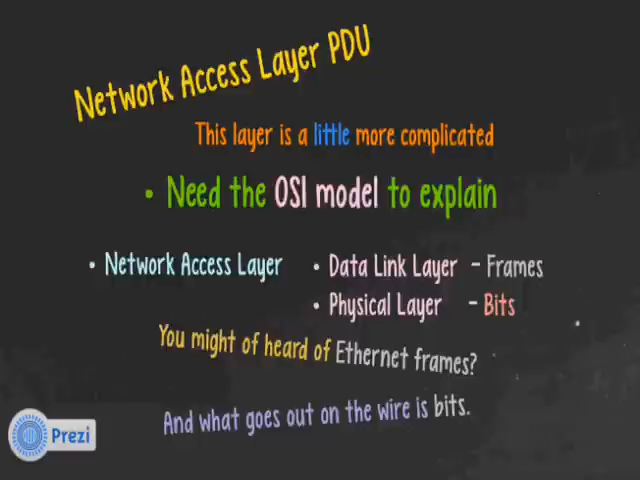 Network Access Layer PDU
This layer is a little more complicated
• Need the OSI model to explain
• Network Access Layer • Data Link Layer - Frames
• Physical Layer - Bits
You might of heard of Ethernet frames?
And what goes out on the wire is bits.
Prezi